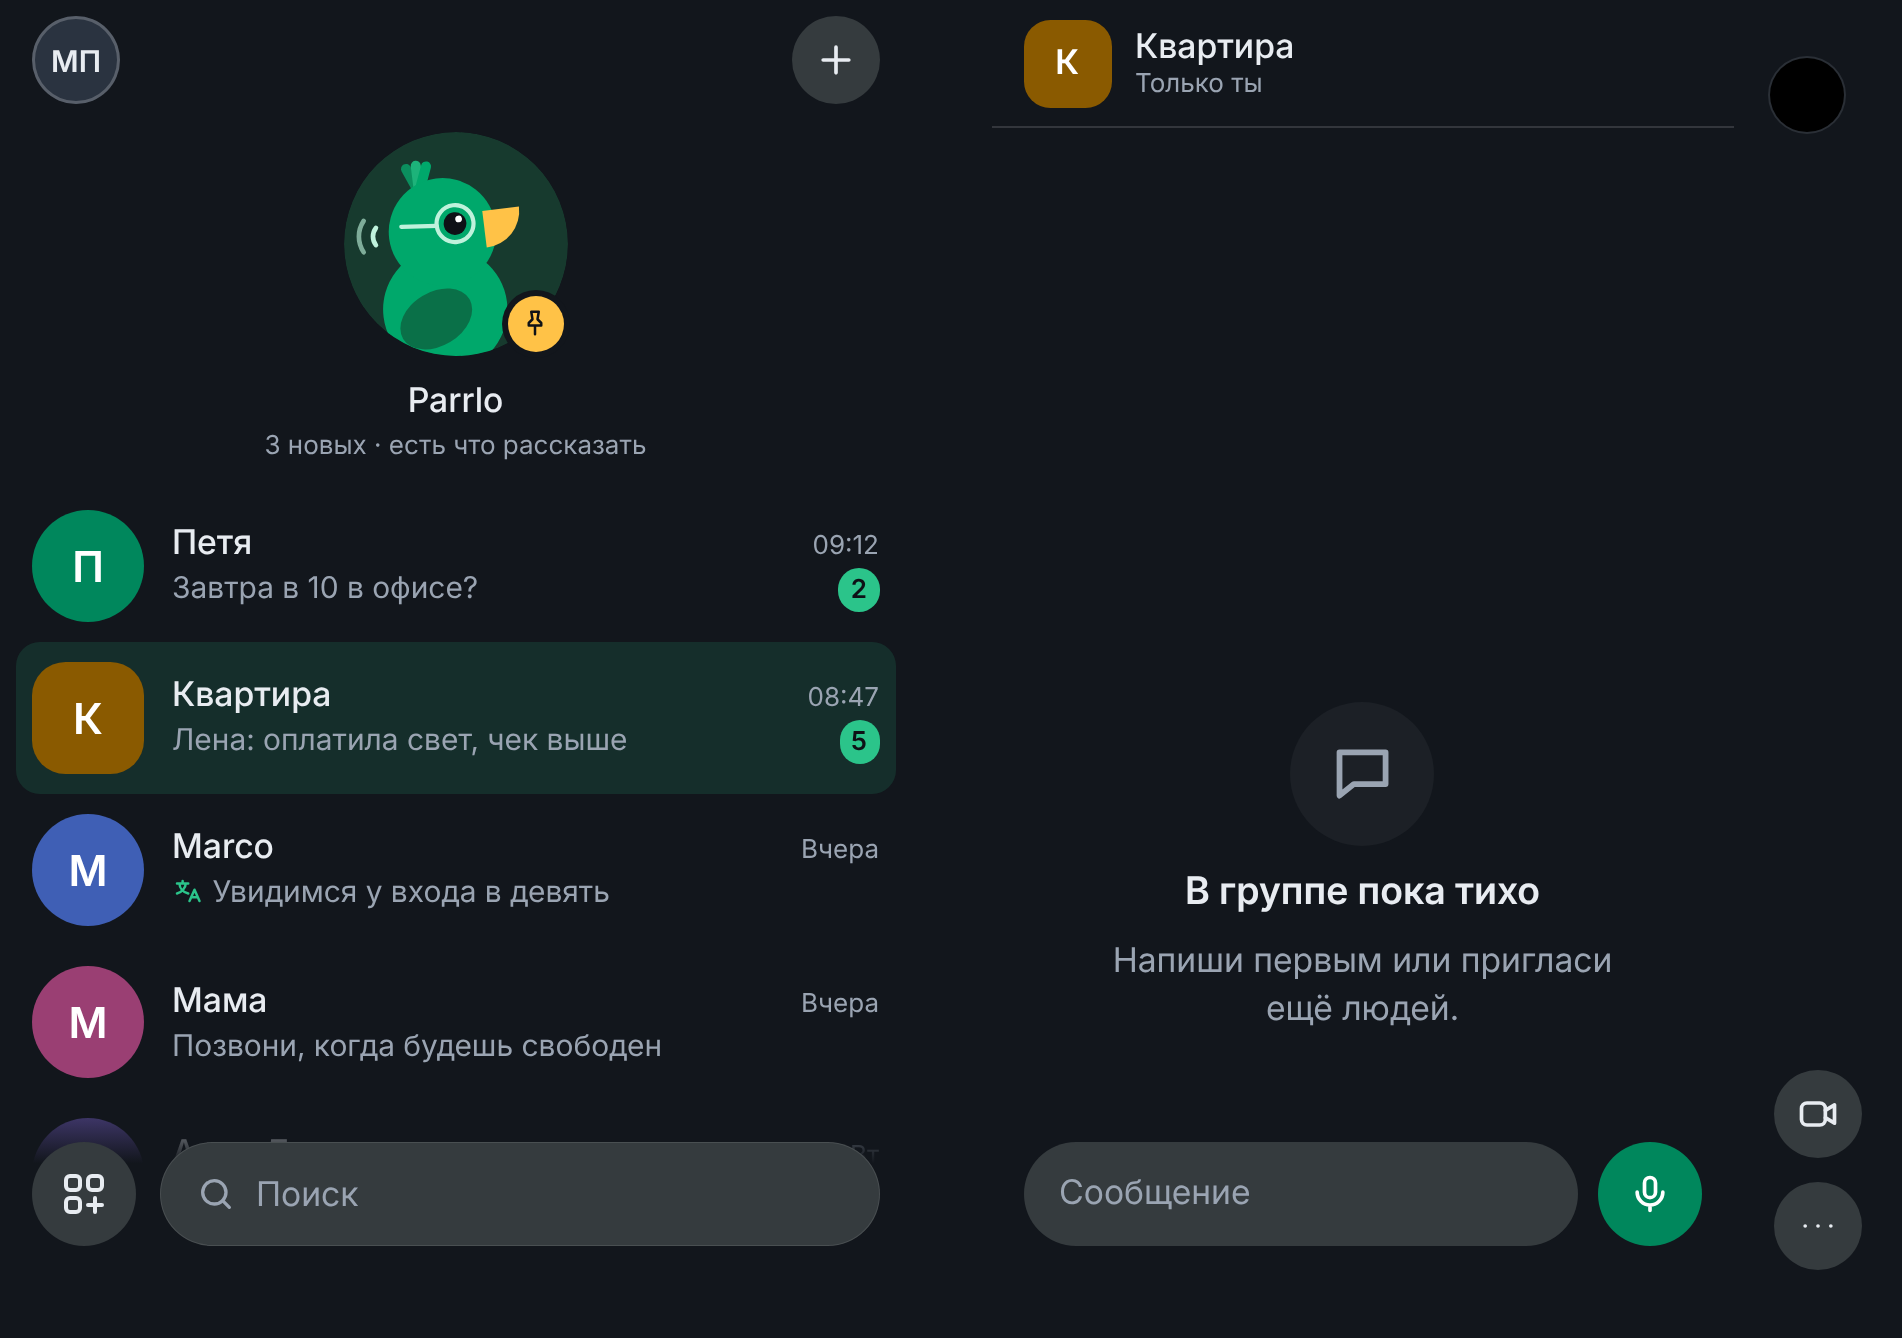 МП
Parrlo
3 новых · есть что рассказать
П
Петя
09:12
Завтра в 10 в офисе?
2
К
Квартира
08:47
Лена: оплатила свет, чек выше
5
M
Marco
Вчера
Увидимся у входа в девять
М
Мама
Вчера
Позвони, когда будешь свободен
Поиск
К
Квартира
Только ты
В группе пока тихо
Напиши первым или пригласи
ещё людей.
Сообщение